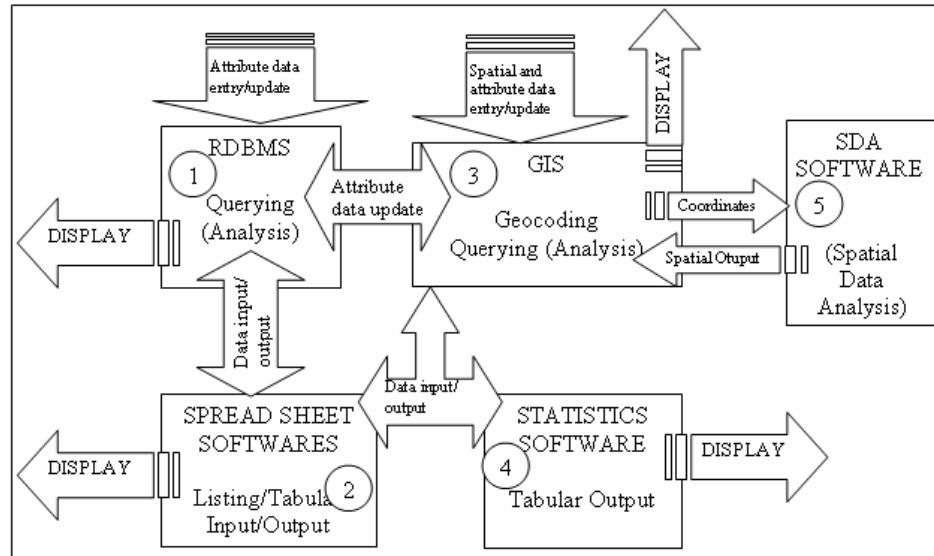 Attribute data
entry/update
Spatial and
attribute data
entry/update
DISPLAY
RDBMS
1
Querying
(Analysis)
Attribute
data update
3
GIS
Geocoding
Querying (Analysis)
Coordinates
Spatial Otuput
SDA
SOFTWARE
5
(Spatial
Data
Analysis)
DISPLAY
Data input/
output
Data input/
output
SPREAD SHEET
SOFTWARES
2
Listing/Tabula
Input/Output
DISPLAY
STATISTICS
SOFTWARE
4
Tabular Output
DISPLAY